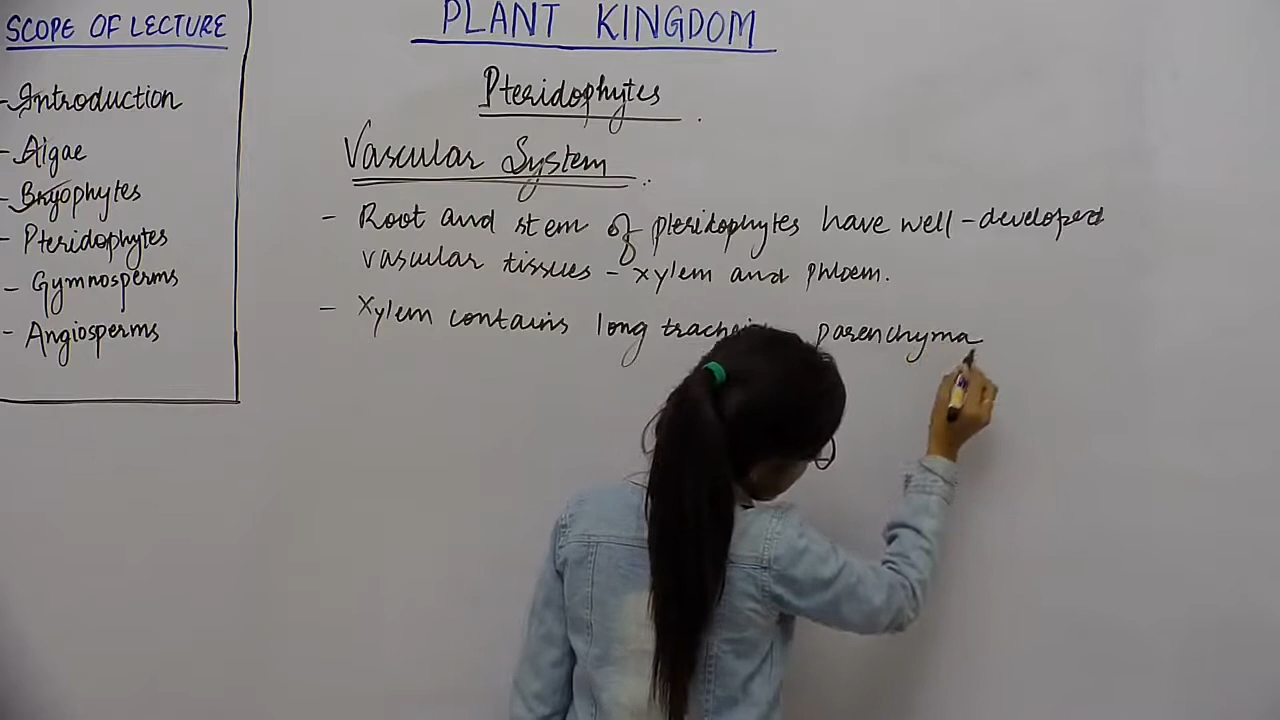 SCOPE OF LECTURE
- Introduction
- Algae
- Bryophytes
- Pteridophytes
- Gymnosperms
- Angiosperms
PLANT KINGDOM
Pteridophytes
Vascular System
- Root and stem of pteridophytes have well-developed
vascular tissues - xylem and phloem.
- Xylem contains long parenchyma